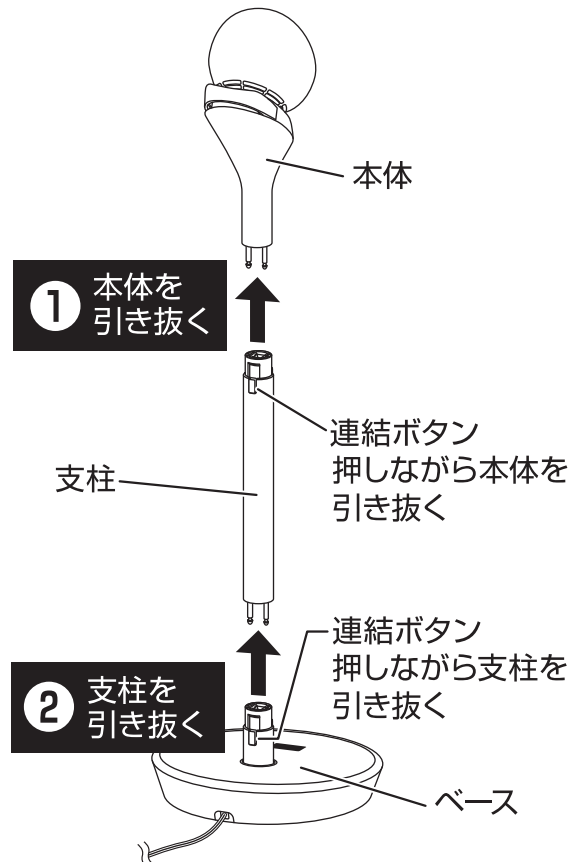 本体
① 本体を
引き抜く
連結ボタン
押しながら本体を
引き抜く
支柱
連結ボタン
押しながら支柱を
引き抜く
② 支柱を
引き抜く
ベース